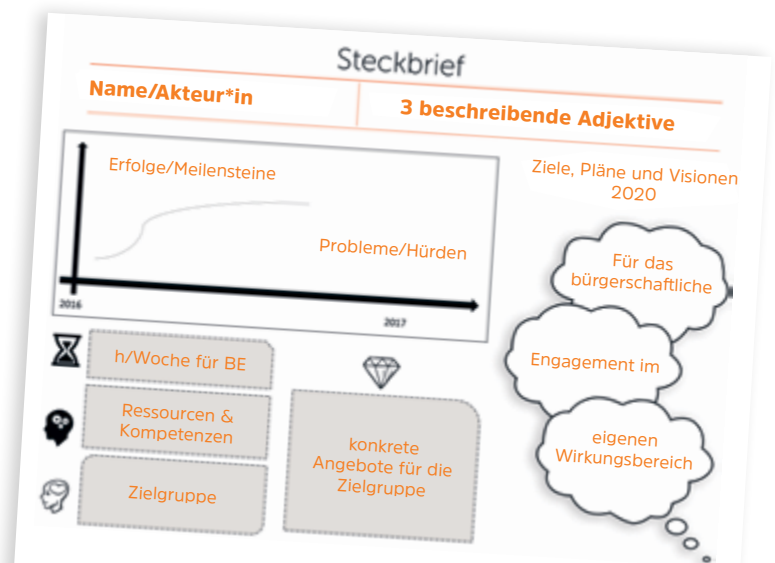 Steckbrief
Name/Akteur*in
3 beschreibende Adjektive
Erfolge/Meilensteine
Probleme/Hürden
2016
2017
Ziele, Pläne und Visionen
2020
Für das
bürgerschaftliche
Engagement im
eigenen
Wirkungsbereich
h/Woche für BE
Ressourcen &
Kompetenzen
Zielgruppe
konkrete
Angebote für die
Zielgruppe